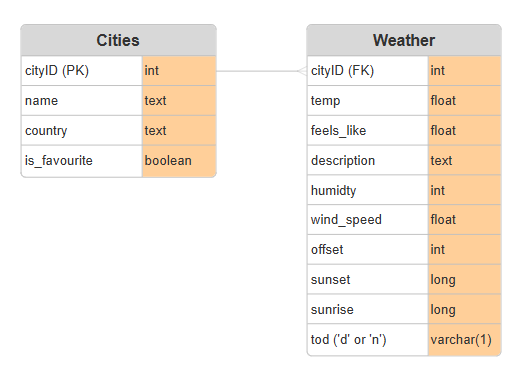 Cities
cityID (PK) int
name text
country text
is_favourite boolean
Weather
cityID (FK) int
temp float
feels_like float
description text
humidty int
wind_speed float
offset int
sunset long
sunrise long
tod ('d' or 'n') varchar(1)